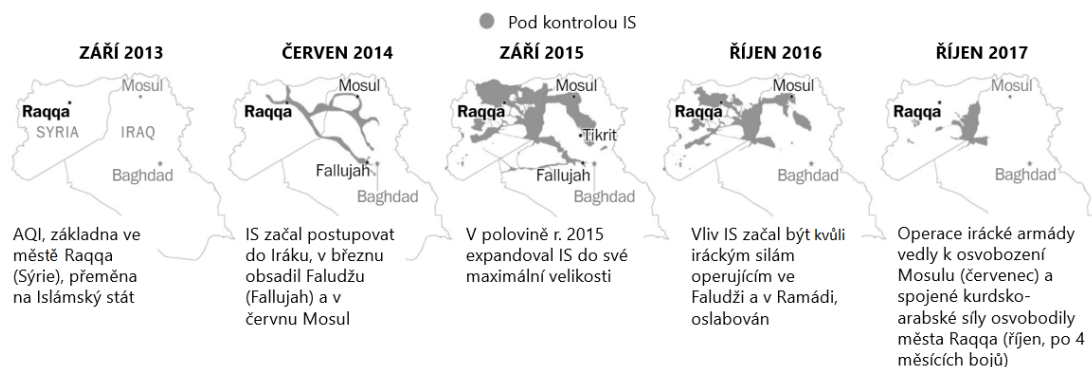 Pod kontrolou IS
ZÁŘÍ 2013
Mosul
Raqqa
SYRIA
IRAQ
Baghdad
AQI, základna ve
městě Raqqa
(Sýrie), přeměna
na Islámský stát
ČERVEN 2014
Mosul
Raqqa
Fallujah
Baghdad
IS začal postupovat
do Iráku, v březnu
obsadil Faludžu
(Fallujah) a v
červnu Mosul
ZÁŘÍ 2015
Mosul
Raqqa
Tikrit
Fallujah
Baghdad
V polovině r. 2015
expandoval IS do své
maximální velikosti
ŘÍJEN 2016
Mosul
Raqqa
Baghdad
Vliv IS začal být kvůli
iráckým silám
operujícím ve
Faludži a v Ramádi,
oslabován
ŘÍJEN 2017
Mosul
Raqqa
Baghdad
Operace irácké armády
vedly k osvobození
Mosulu (červenec) a
spojené kurdsko-
arabské síly osvobodily
města Raqqa (říjen, po 4
měsících bojů)